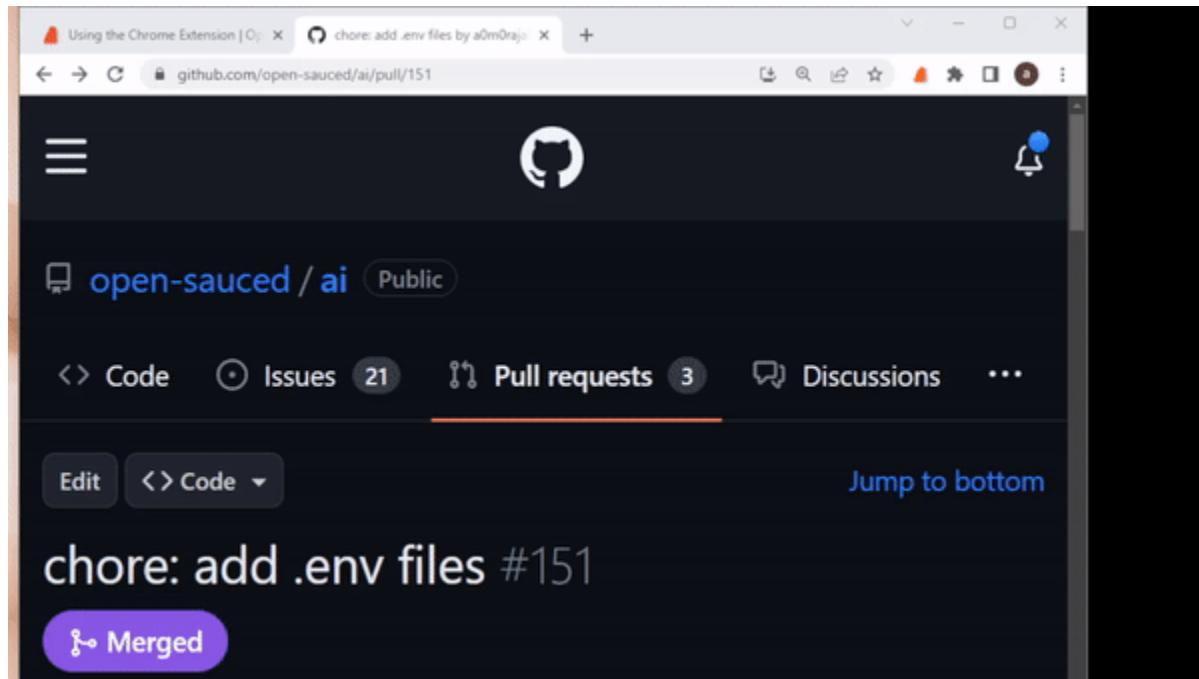 Using the Chrome Extension | Op
chore: add .env files by a0m0raja
github.com/open-sauced/ai/pull/151
a
open-sauced / ai Public
<> Code Issues 21 Pull requests 3 Discussions ...
Edit <> Code Jump to bottom
chore: add .env files #151
Merged